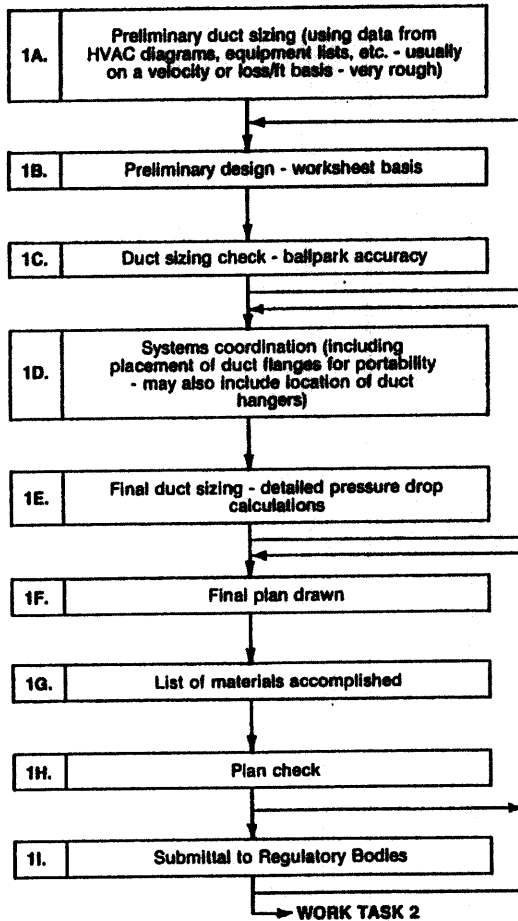 1A.
Preliminary duct sizing (using data from
HVAC diagrams, equipment lists, etc. - usually
on a velocity or loss/ft basis - very rough)
1B.
Preliminary design - worksheet basis
1C.
Duct sizing check - ballpark accuracy
1D.
Systems coordination (including
placement of duct flanges for portability
- may also include location of duct
hangers)
1E.
Final duct sizing - detailed pressure drop
calculations
1F.
Final plan drawn
1G.
List of materials accomplished
1H.
Plan check
1I.
Submittal to Regulatory Bodies
WORK TASK 2